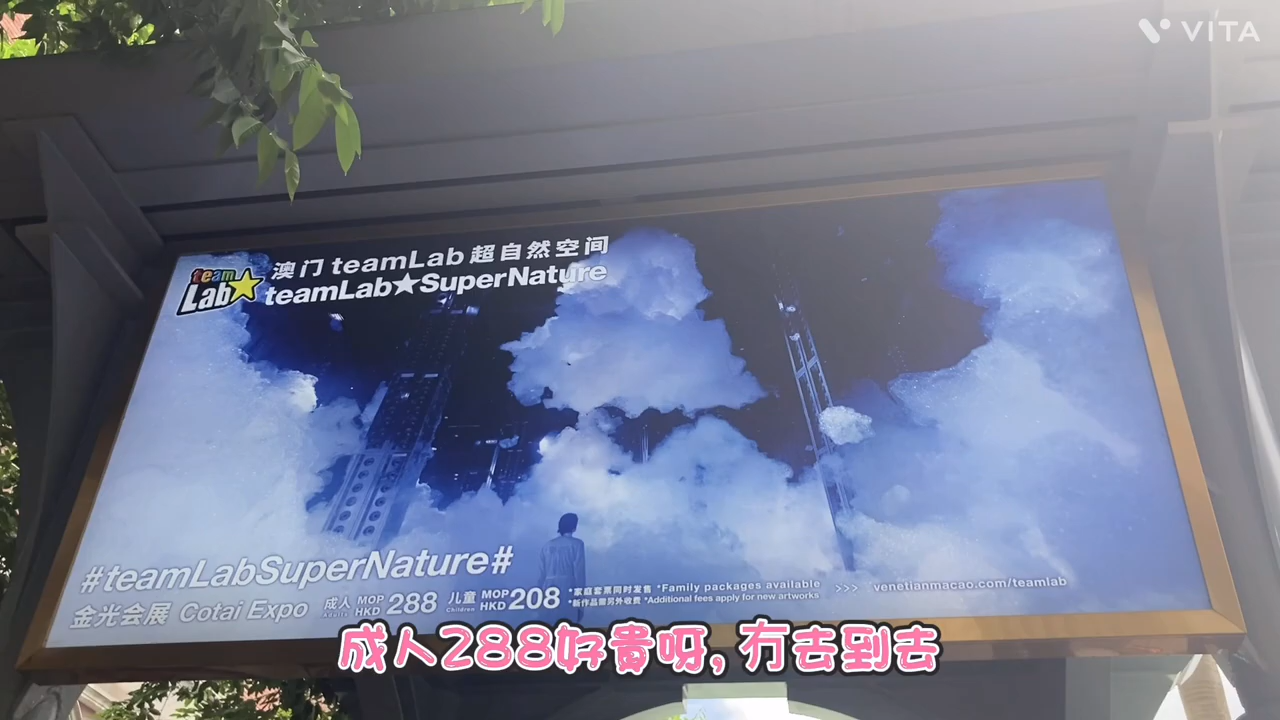 VITA
team
Lab
澳门 teamLab 超自然空间
teamLab★SuperNature
#teamLabSuperNature#
金光会展 Cotai Expo
成人 Adults MOP HKD 288 儿童 Children MOP HKD 208
*家庭套票同时发售 *Family packages available
*新作品需另外收费 *Additional fees apply for new artworks
>>> venetianmacao.com/teamlab
成人288好貴呀,冇去到去